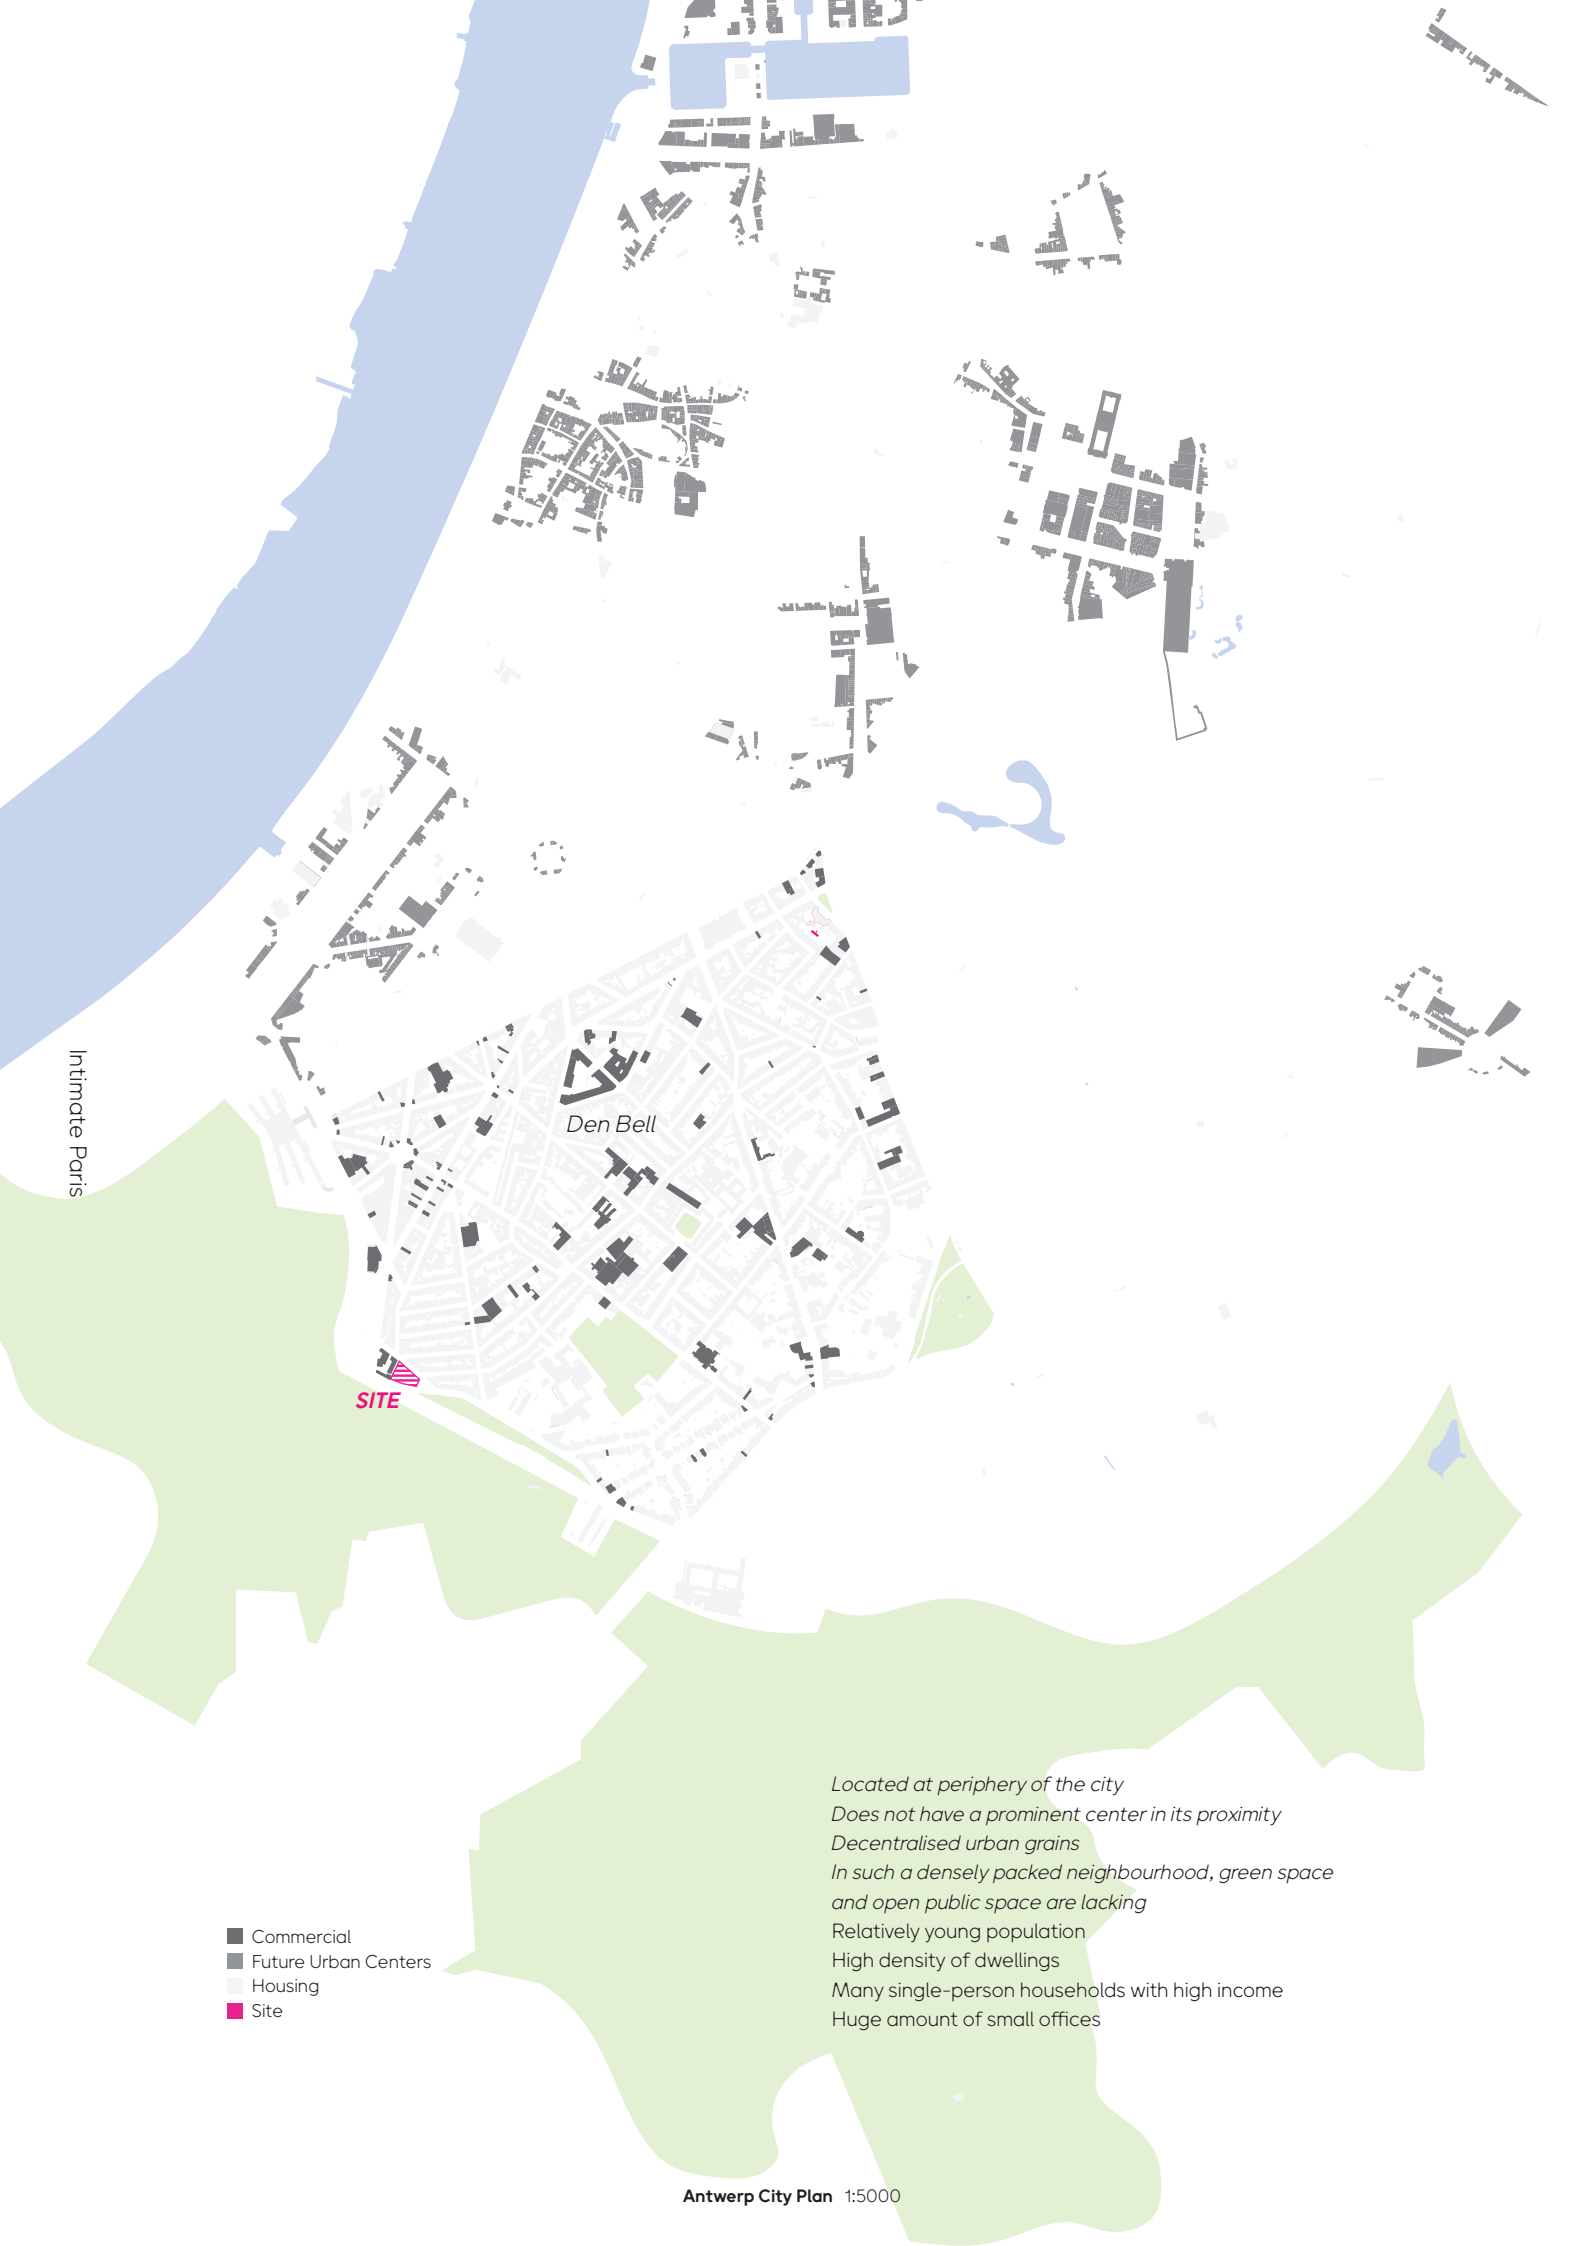 Intimate Paris
Den Bell
SITE
Located at periphery of the city
Does not have a prominent center in its proximity
Decentralised urban grains
In such a densely packed neighbourhood, green space
and open public space are lacking
Relatively young population
High density of dwellings
Many single-person households with high income
Huge amount of small offices
Commercial
Future Urban Centers
Housing
Site
Antwerp City Plan 1:5000